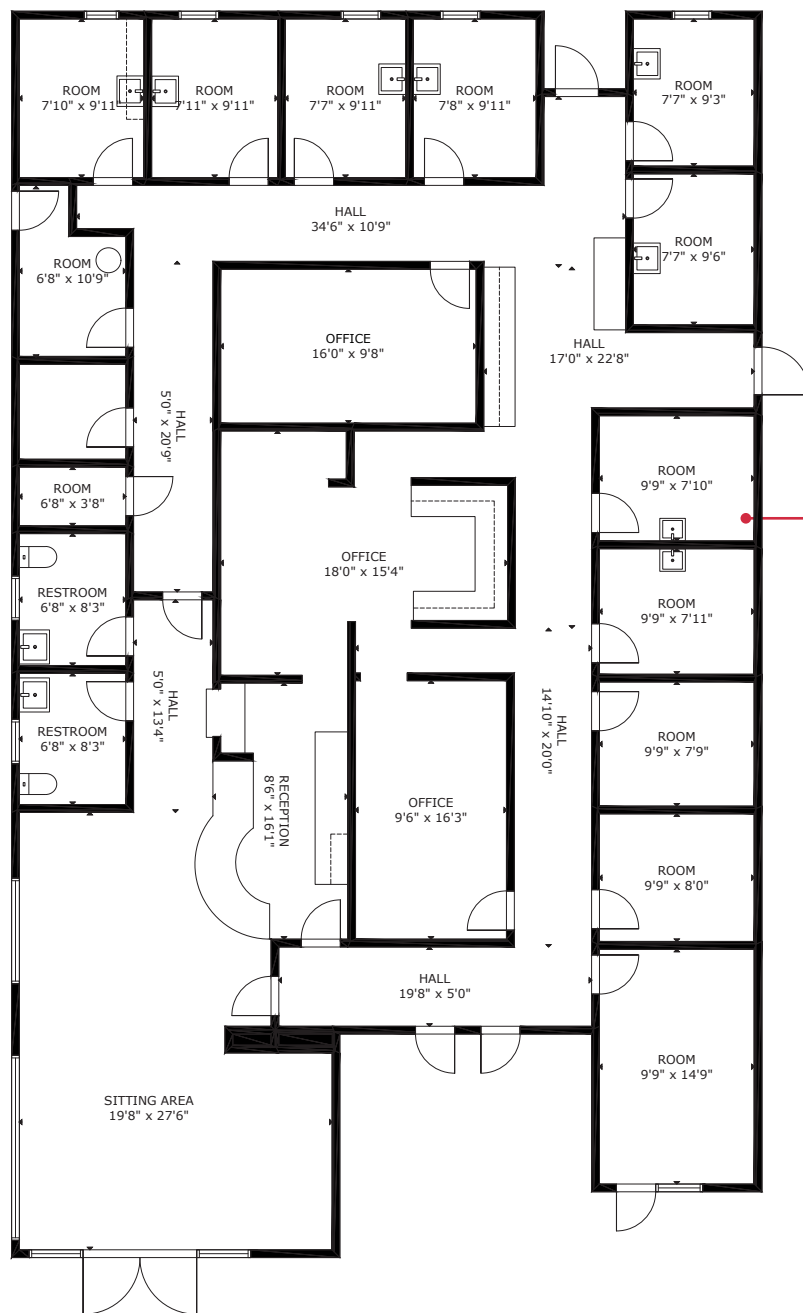 ROOM
7'10" x 9'11"
ROOM
7'11" x 9'11"
ROOM
7'7" x 9'11"
ROOM
7'8" x 9'11"
ROOM
7'7" x 9'3"
HALL
34'6" x 10'9"
ROOM
7'7" x 9'6"
ROOM
6'8" x 10'9"
OFFICE
16'0" x 9'8"
HALL
17'0" x 22'8"
HALL
5'0" x 20'9"
ROOM
9'9" x 7'10"
ROOM
6'8" x 3'8"
OFFICE
18'0" x 15'4"
RESTROOM
6'8" x 8'3"
ROOM
9'9" x 7'11"
HALL
5'0" x 13'4"
HALL
14'10" x 20'0"
RESTROOM
6'8" x 8'3"
ROOM
9'9" x 7'9"
RECEPTION
8'6" x 16'1"
OFFICE
9'6" x 16'3"
ROOM
9'9" x 8'0"
HALL
19'8" x 5'0"
ROOM
9'9" x 14'9"
SITTING AREA
19'8" x 27'6"